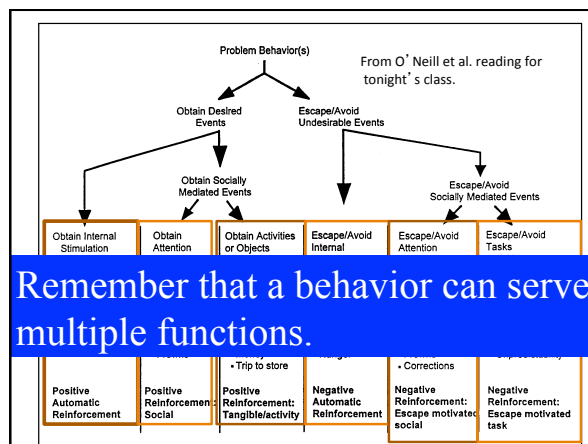 Problem Behavior(s)
From O'Neill et al. reading for
tonight's class.
Obtain Desired
Events
Escape/Avoid
Undesirable Events
Obtain Socially
Mediated Events
Escape/Avoid
Socially Mediated Events
Obtain Internal
Stimulation
Obtain
Attention
Obtain Activities
or Objects
Escape/Avoid
Internal
Escape/Avoid
Attention
Escape/Avoid
Tasks
Remember that a behavior can serve
multiple functions.
• Trip to store
• Corrections
Positive
Automatic
Reinforcement
Positive
Reinforcement:
Social
Positive
Reinforcement:
Tangible/activity
Negative
Automatic
Reinforcement
Negative
Reinforcement:
Escape motivated
social
Negative
Reinforcement:
Escape motivated
task